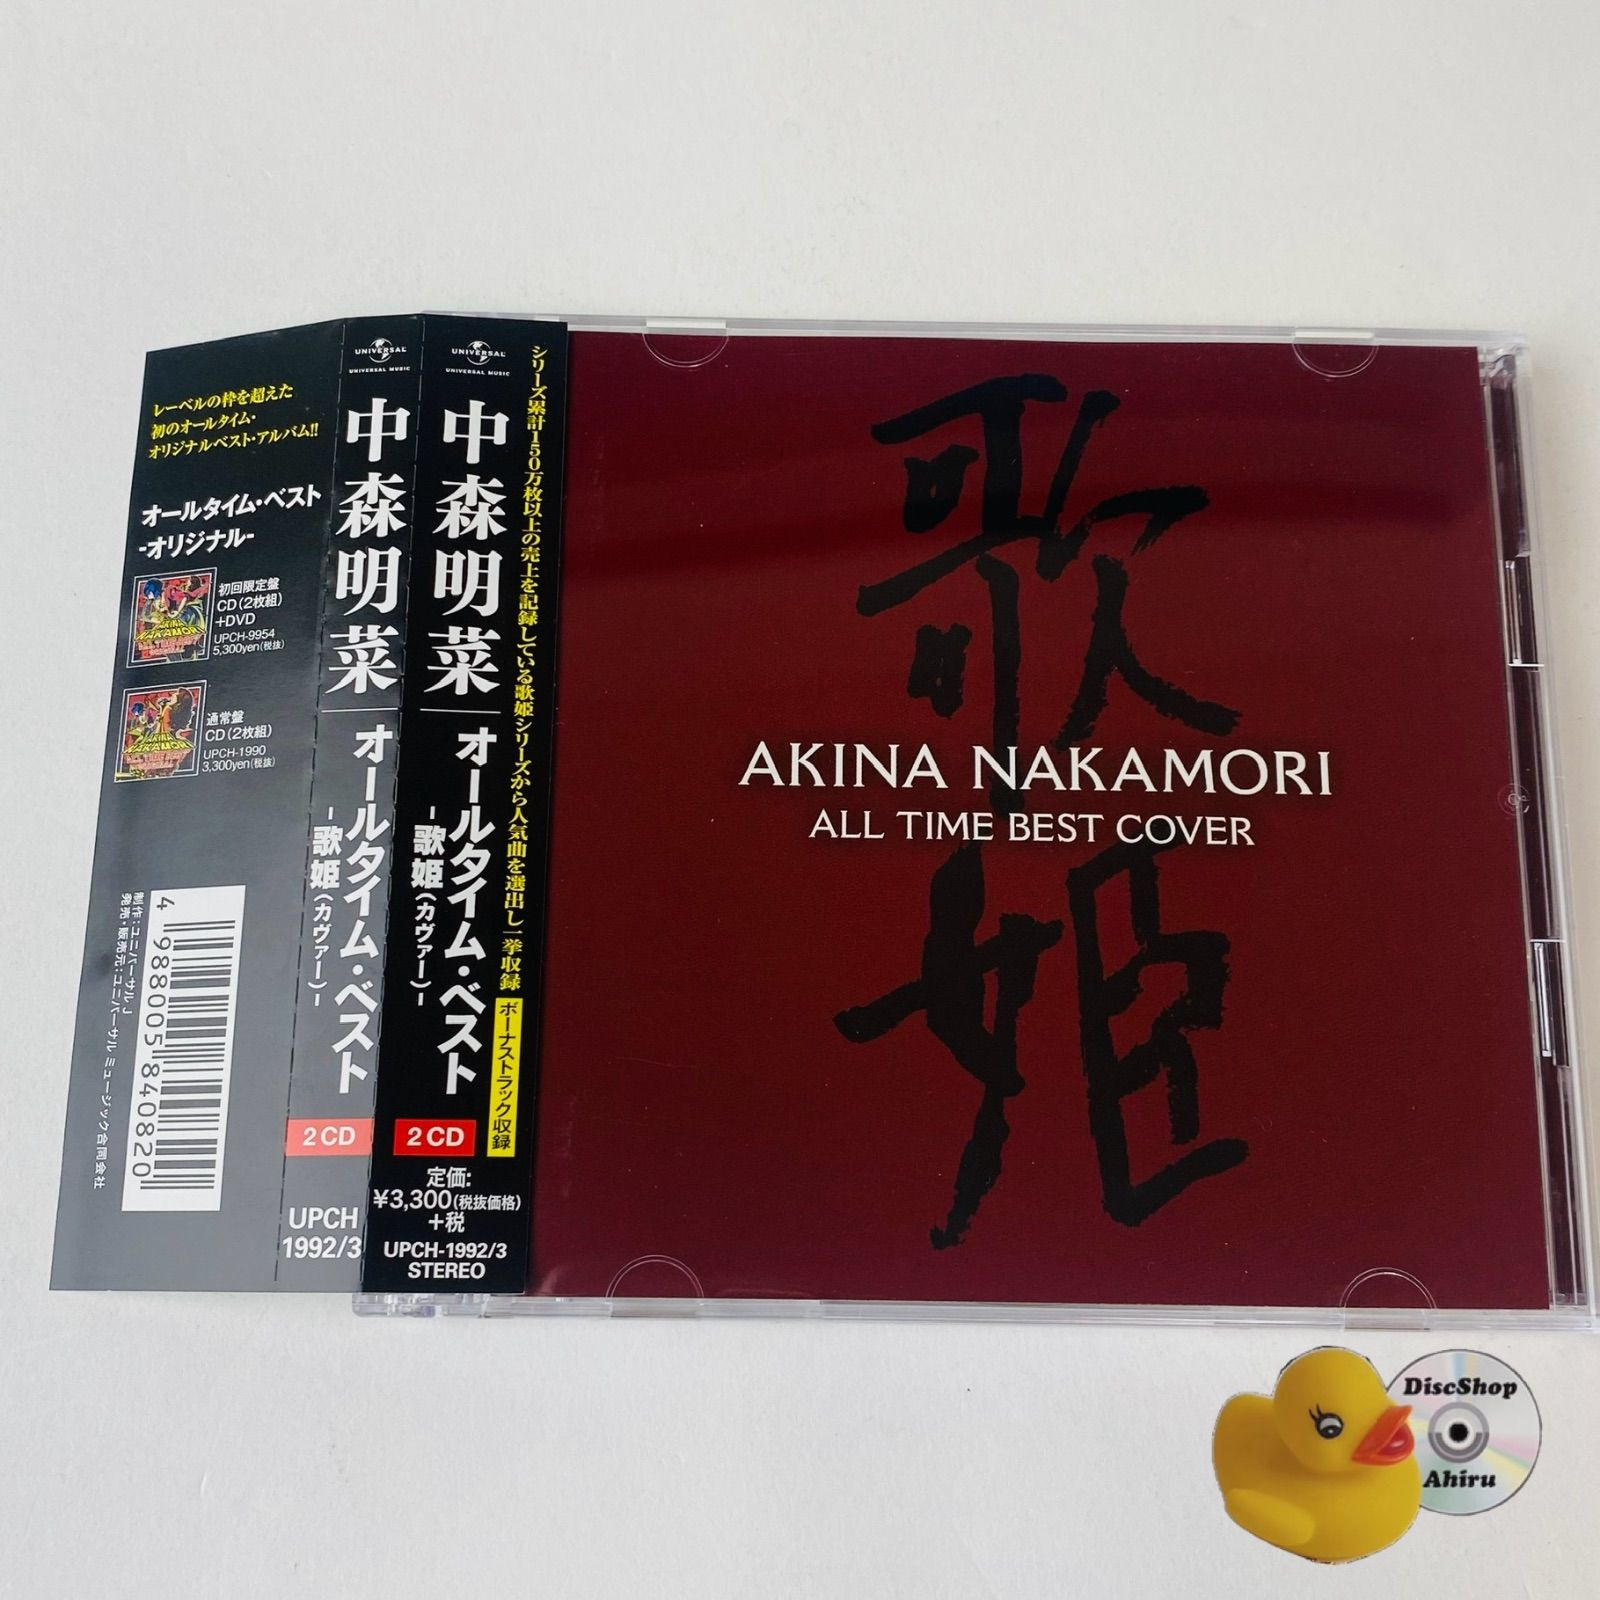 レーベルの枠を超えた
初のオールタイム・
オリジナルベスト・アルバム!!
オールタイム・ベスト
-オリジナル-
初回限定盤
CD(2枚組)
+DVD
UPCH-9954
5,300yen(税抜)
AKINA
NAKAMORI
通常盤
CD(2枚組)
UPCH-1990
3,300yen(税抜)
AKINA
NAKAMORI
4 988005 840820
制作:ユニバーサル J
発売・販売元:ユニバーサル ミュージック合同会社
UNIVERSAL
UNIVERSAL MUSIC
中森明菜
オールタイム・ベスト
-歌姫(カヴァー)-
2CD
UPCH
1992/3
UNIVERSAL
UNIVERSAL MUSIC
シリーズ累計150万枚以上の売上を記録している歌姫シリーズから人気曲を選出し一挙収録
ボーナストラック収録
中森明菜
オールタイム・ベスト
-歌姫(カヴァー)-
2CD
定価:
¥3,300(税抜価格)
+税
UPCH-1992/3
STEREO
歌姫
AKINA NAKAMORI
ALL TIME BEST COVER
DiscShop
Ahiru